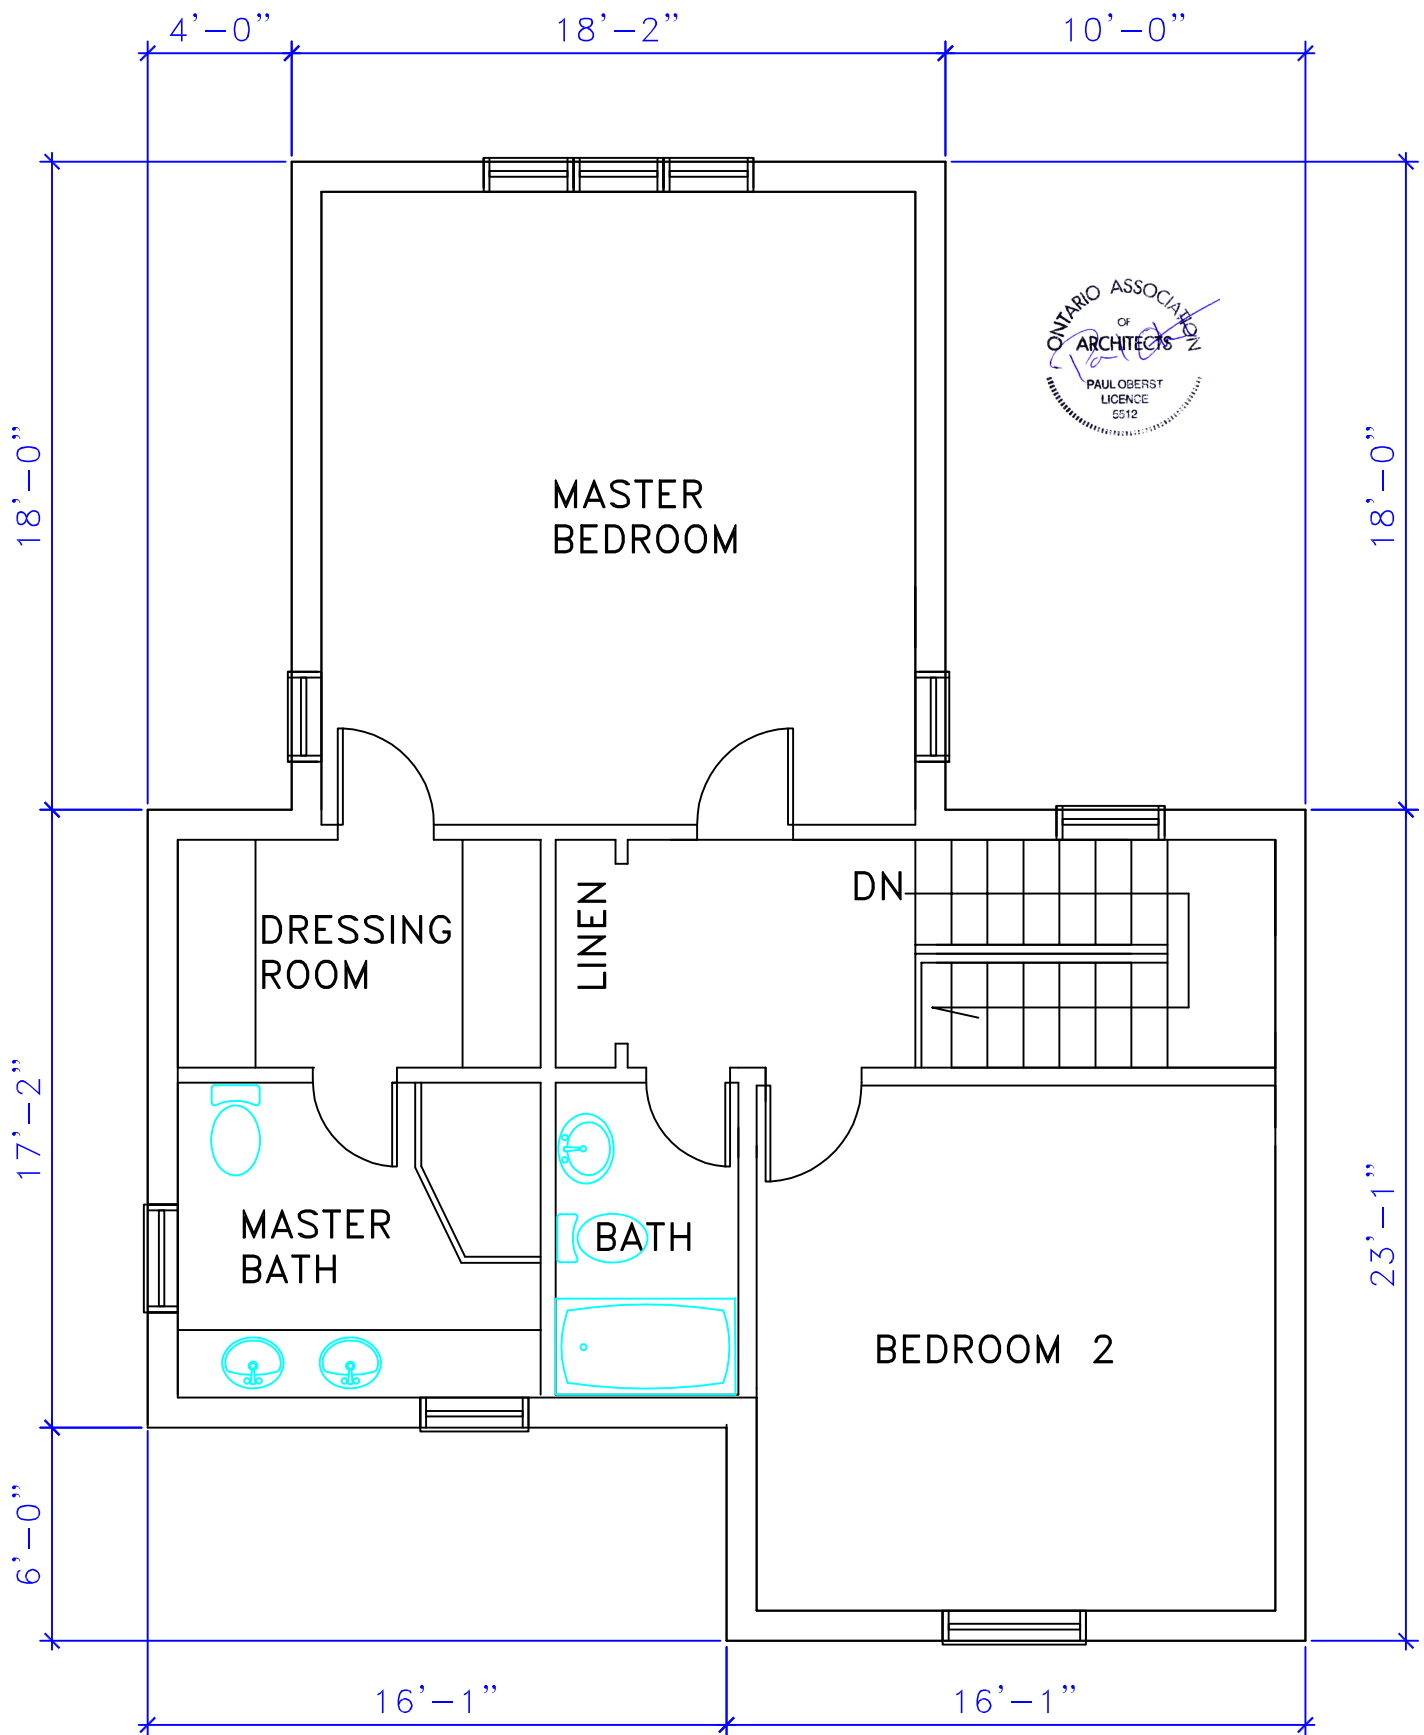 4'-0"
18'-2"
10'-0"
ONTARIO ASSOCIATION
OF
ARCHITECTS
PAUL OBERST
LICENCE
5512
18'-0"
18'-0"
MASTER
BEDROOM
DN
LINEN
DRESSING
ROOM
17'-2"
23'-1"
MASTER
BATH
BATH
BEDROOM 2
6'-0"
16'-1"
16'-1"